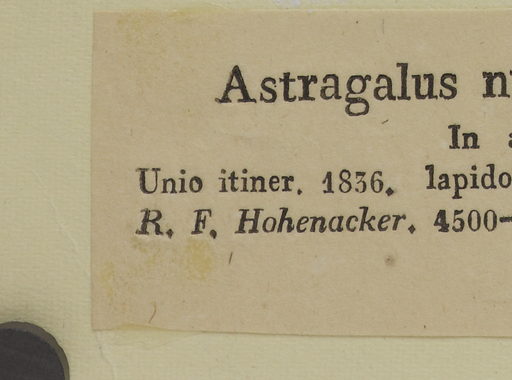 Astragalus
In
Unio itiner. 1836. lapido
R. F. Hohenacker. 4500-